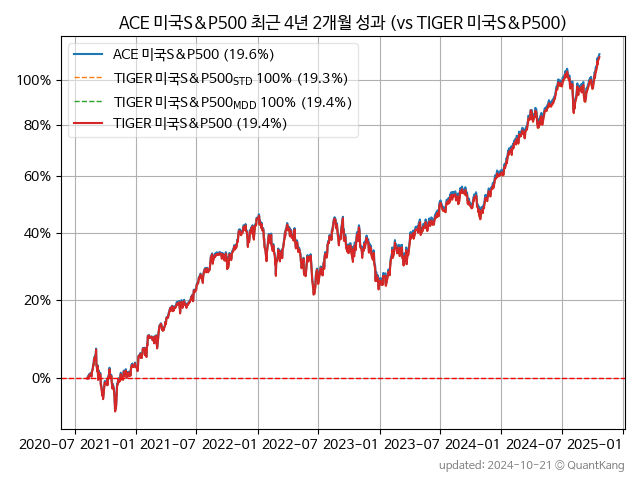 ACE 미국S&P500 최근 4년 2개월 성과 (vs TIGER 미국S&P500)
ACE 미국S&P500 (19.6%)
TIGER 미국S&P500STD 100% (19.3%)
TIGER 미국S&P500MDD 100% (19.4%)
TIGER 미국S&P500 (19.4%)
100%
80%
60%
40%
20%
0%
2020-07 2021-01 2021-07 2022-01 2022-07 2023-01 2023-07 2024-01 2024-07 2025-01
updated: 2024-10-21 © QuantKang